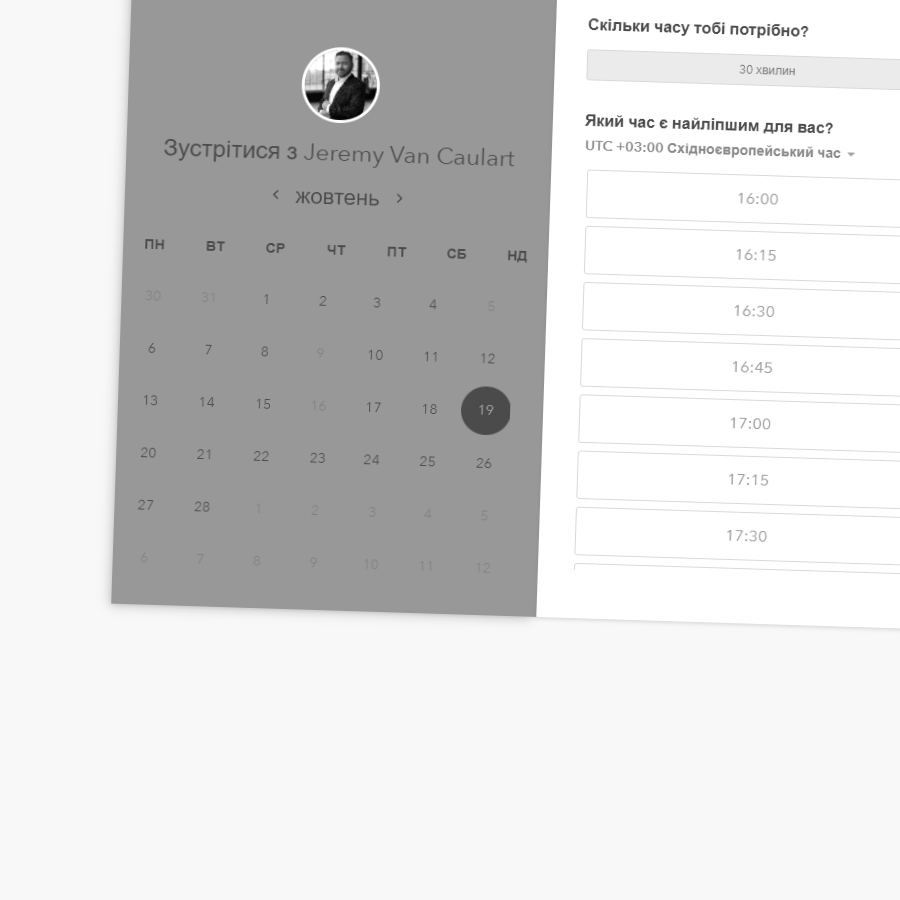 Зустрітися з Jeremy Van Caulart
жовтень
ПН ВТ СР ЧТ ПТ СБ НД
30 31 1 2 3 4 5
6 7 8 9 10 11 12
13 14 15 16 17 18 19
20 21 22 23 24 25 26
27 28 1 2 3 4 5
6 7 8 9 10 11 12
Скільки часу тобі потрібно?
30 хвилин
Який час є найліпшим для вас?
UTC +03:00 Східноєвропейський час
16:00
16:15
16:30
16:45
17:00
17:15
17:30